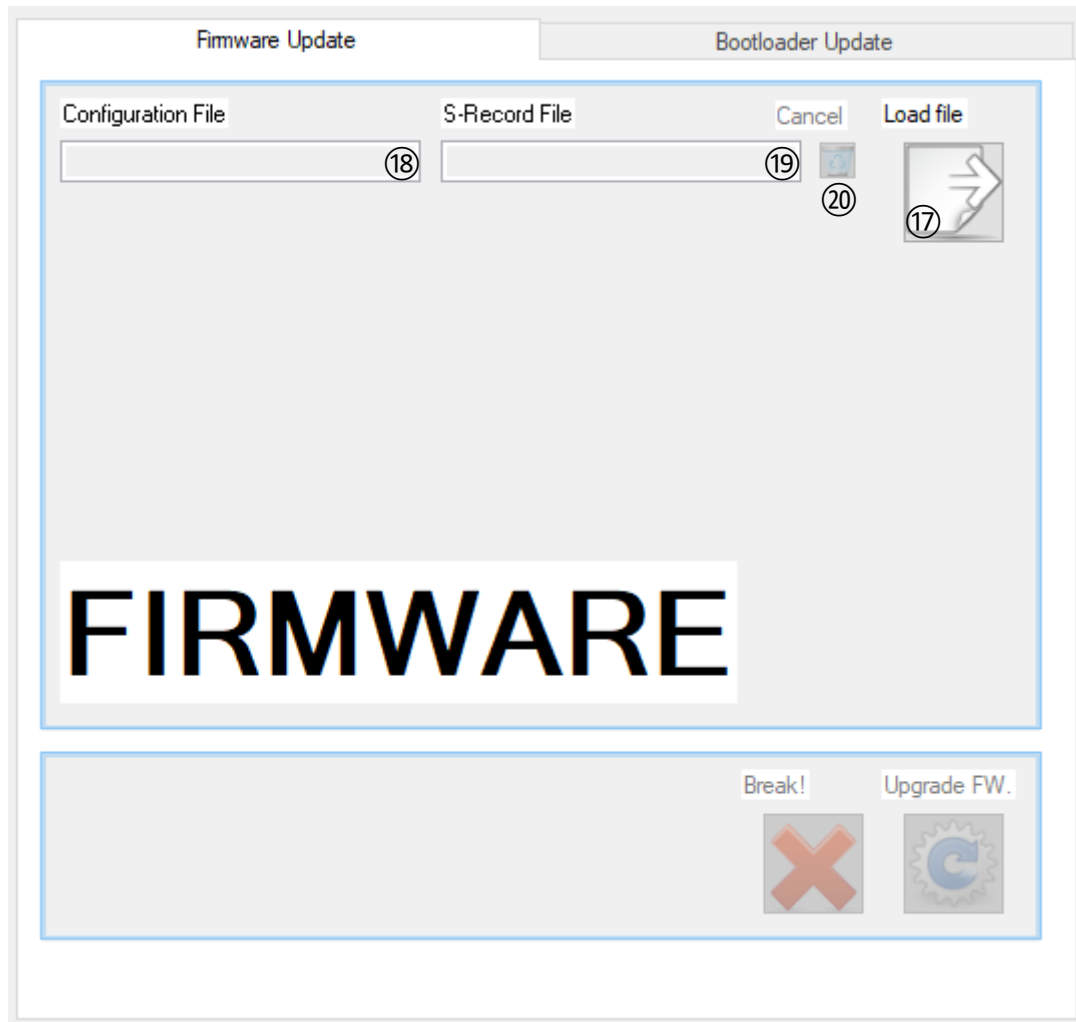 Firmware Update Bootloader Update
Configuration File S-Record File Cancel Load file
⑱ ⑲
⑳ ⑰
FIRMWARE
Break! Upgrade FW.